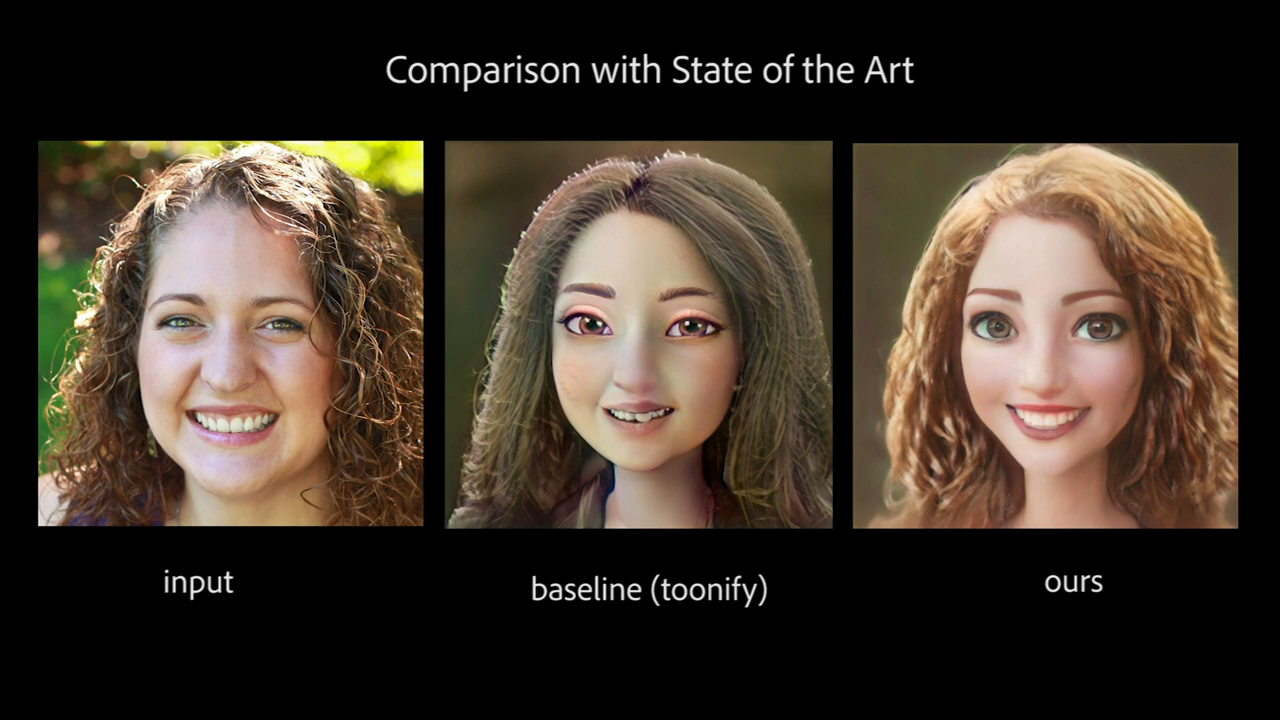 Comparison with State of the Art
input
baseline (toonify)
ours